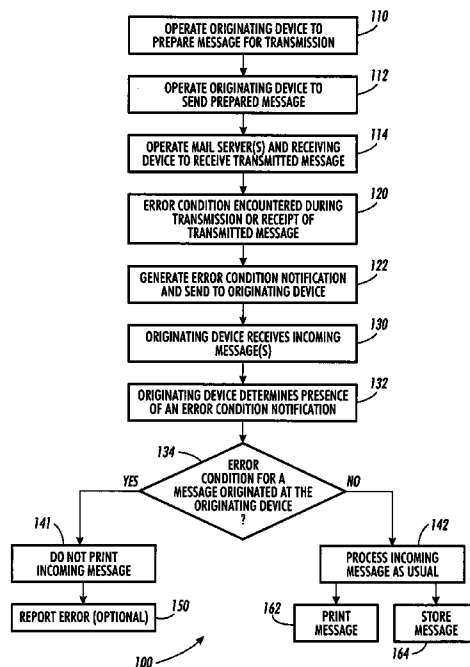 110
OPERATE ORIGINATING DEVICE TO
PREPARE MESSAGE FOR TRANSMISSION
112
OPERATE ORIGINATING DEVICE TO
SEND PREPARED MESSAGE
114
OPERATE MAIL SERVER(S) AND RECEIVING
DEVICE TO RECEIVE TRANSMITTED MESSAGE
120
ERROR CONDITION ENCOUNTERED DURING
TRANSMISSION OR RECEIPT OF
TRANSMITTED MESSAGE
122
GENERATE ERROR CONDITION NOTIFICATION
AND SEND TO ORIGINATING DEVICE
130
ORIGINATING DEVICE RECEIVES INCOMING
MESSAGE(S)
132
ORIGINATING DEVICE DETERMINES PRESENCE
OF AN ERROR CONDITION NOTIFICATION
134
ERROR
CONDITION FOR A
MESSAGE ORIGINATED AT THE
ORIGINATING DEVICE
?
YES
NO
141
DO NOT PRINT
INCOMING MESSAGE
142
PROCESS INCOMING
MESSAGE AS USUAL
REPORT ERROR (OPTIONAL)
150
162
PRINT
MESSAGE
STORE
MESSAGE
164
100